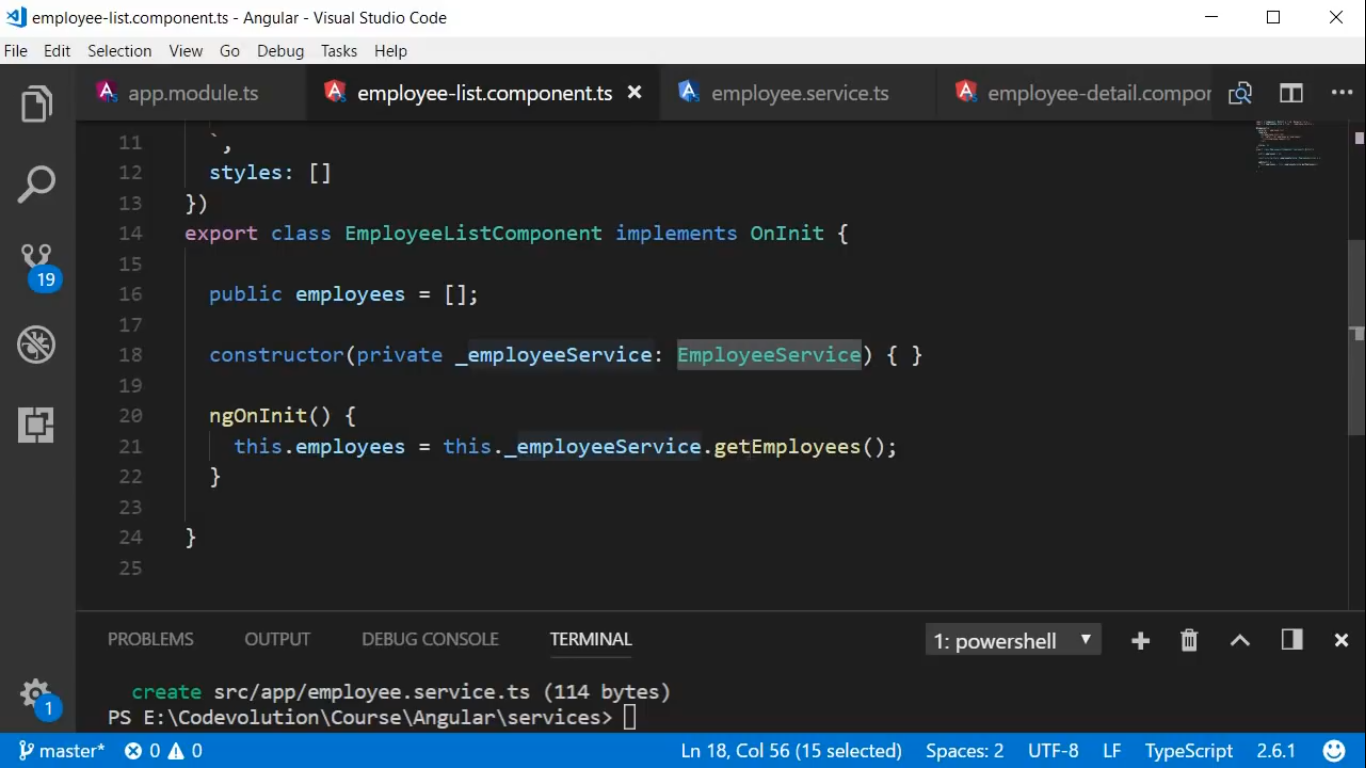 employee-list.component.ts - Angular - Visual Studio Code
File Edit Selection View Go Debug Tasks Help
app.module.ts employee-list.component.ts employee.service.ts employee-detail.compor
11 `,
12 styles: []
13 })
14 export class EmployeeListComponent implements OnInit {
15
16 public employees = [];
17
18 constructor(private _employeeService: EmployeeService) { }
19
20 ngOnInit() {
21 this.employees = this._employeeService.getEmployees();
22 }
23
24 }
25
19
1
PROBLEMS OUTPUT DEBUG CONSOLE TERMINAL 1: powershell
create src/app/employee.service.ts (114 bytes)
PS E:\Codevolution\Course\Angular\services>
master* 0 0 Ln 18, Col 56 (15 selected) Spaces: 2 UTF-8 LF TypeScript 2.6.1